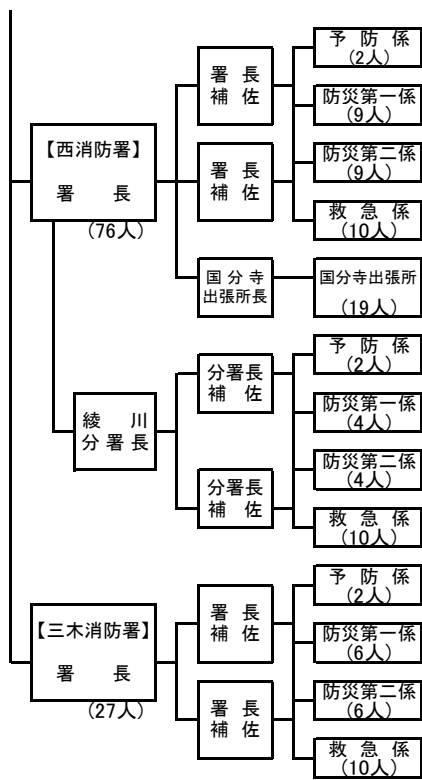 予防係
(2人)
署長
補佐
防災第一係
(9人)
【西消防署】
署長
(76人)
署長
補佐
防災第二係
(9人)
救急係
(10人)
国分寺
出張所長
国分寺出張所
(19人)
予防係
(2人)
分署長
補佐
防災第一係
(4人)
綾川
分署長
防災第二係
(4人)
分署長
補佐
救急係
(10人)
予防係
(2人)
【三木消防署】
署長
(27人)
署長
補佐
防災第一係
(6人)
署長
補佐
防災第二係
(6人)
救急係
(10人)